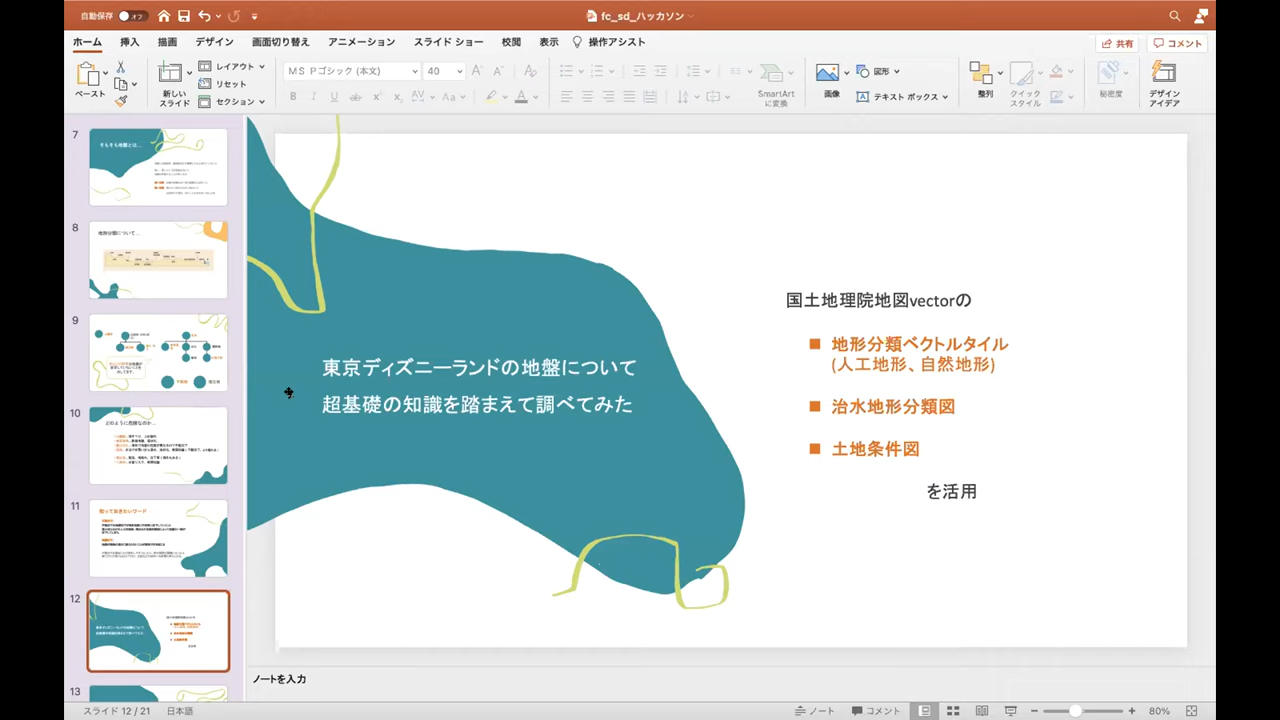 自動保存 オフ
fc_sd_ハッカソン
ホーム 挿入 描画 デザイン 画面切り替え アニメーション スライド ショー 校閲 表示 操作アシスト
共有 コメント
ペースト
新しい
スライド
レイアウト
リセット
セクション
MS Pゴシック (本文) 40
SmartArt
に変換
画像
図形
テキスト ボックス
整列
クイック
スタイル
秘密度
デザイン
アイデア
7
そもそも地盤とは...
8
地形分類について...
9
10
どのように危険なのか...
11
知っておきたいワード
12
13
東京ディズニーランドの地盤について
超基礎の知識を踏まえて調べてみた
国土地理院地図vectorの
■ 地形分類ベクトルタイル
(人工地形、自然地形)
■ 治水地形分類図
■ 土地条件図
を活用
ノートを入力
スライド 12 / 21 日本語 ノート コメント 80%